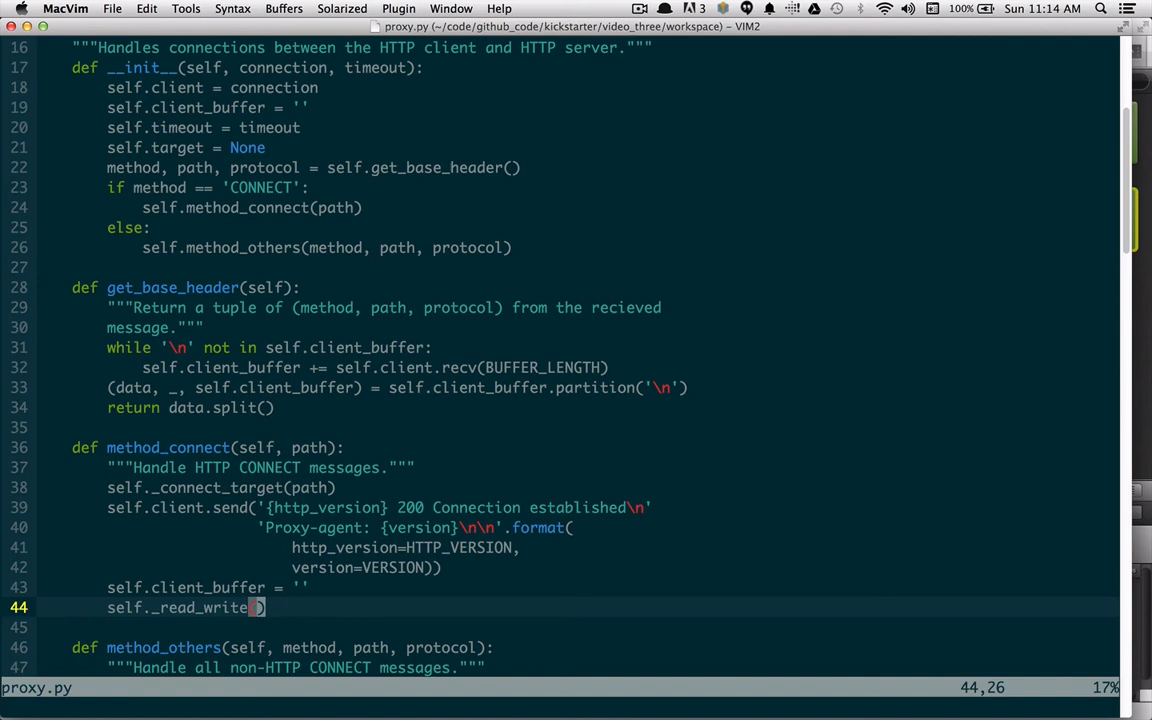 MacVim File Edit Tools Syntax Buffers Solarized Plugin Window Help 3 100% Sun 11:14 AM
proxy.py (~/code/github_code/kickstarter/video_three/workspace) – VIM2
16 """Handles connections between the HTTP client and HTTP server."""
17 def __init__(self, connection, timeout):
18 self.client = connection
19 self.client_buffer = ''
20 self.timeout = timeout
21 self.target = None
22 method, path, protocol = self.get_base_header()
23 if method == 'CONNECT':
24 self.method_connect(path)
25 else:
26 self.method_others(method, path, protocol)
27
28 def get_base_header(self):
29 """Return a tuple of (method, path, protocol) from the recieved
30 message."""
31 while '\n' not in self.client_buffer:
32 self.client_buffer += self.client.recv(BUFFER_LENGTH)
33 (data, _, self.client_buffer) = self.client_buffer.partition('\n')
34 return data.split()
35
36 def method_connect(self, path):
37 """Handle HTTP CONNECT messages."""
38 self._connect_target(path)
39 self.client.send('{http_version} 200 Connection established\n'
40 'Proxy-agent: {version}\n\n'.format(
41 http_version=HTTP_VERSION,
42 version=VERSION))
43 self.client_buffer = ''
44 self._read_write()
45
46 def method_others(self, method, path, protocol):
47 """Handle all non-HTTP CONNECT messages."""
proxy.py 44,26 17%